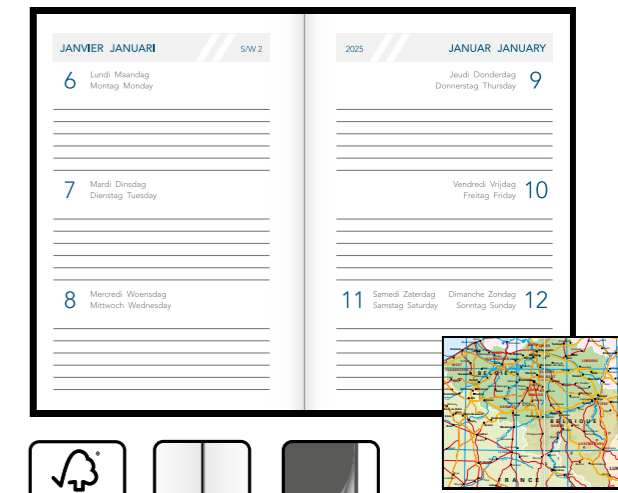 JANVIER JANUARI S/W 2
6 Lundi Maandag
Montag Monday
7 Mardi Dinsdag
Dienstag Tuesday
8 Mercredi Woensdag
Mittwoch Wednesday
2025 JANUAR JANUARY
Jeudi Donderdag 9
Donnerstag Thursday
Vendredi Vrijdag 10
Freitag Friday
11 Samedi Zaterdag Dimanche Zondag 12
Samstag Saturday Sonntag Sunday
BELGIË
BELGIQUE
FRANCE